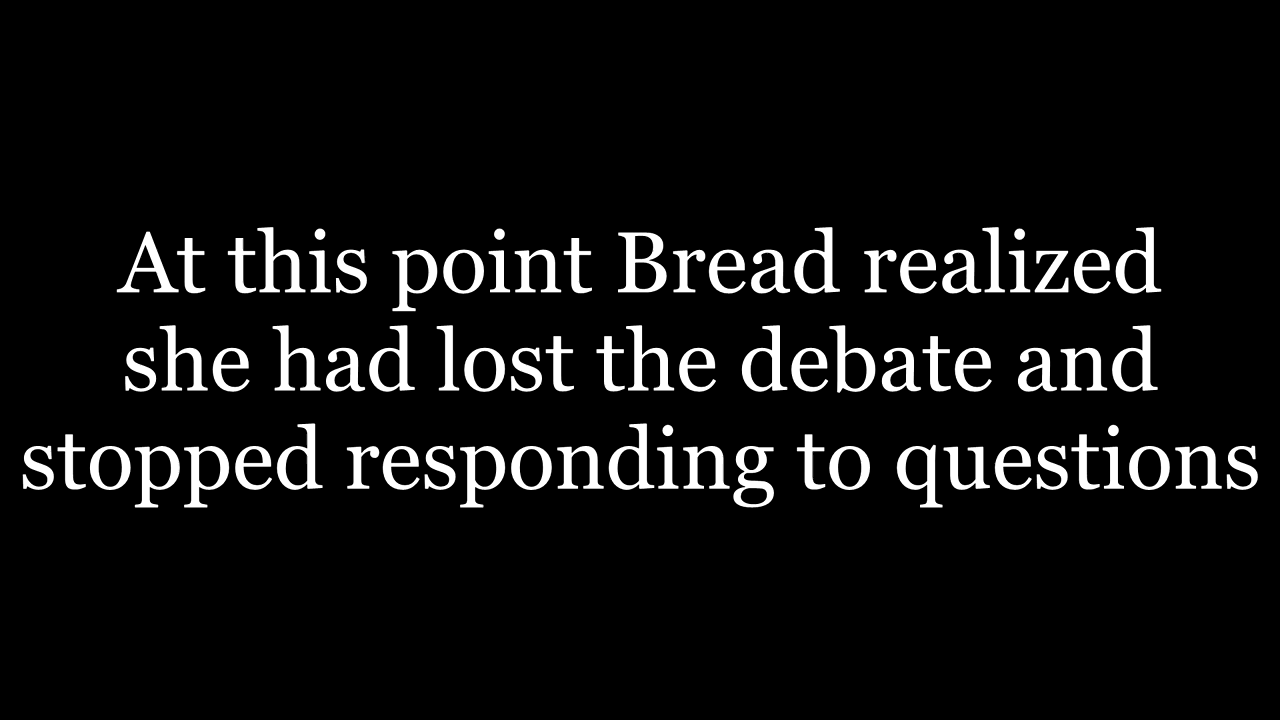 At this point Bread realized
she had lost the debate and
stopped responding to questions